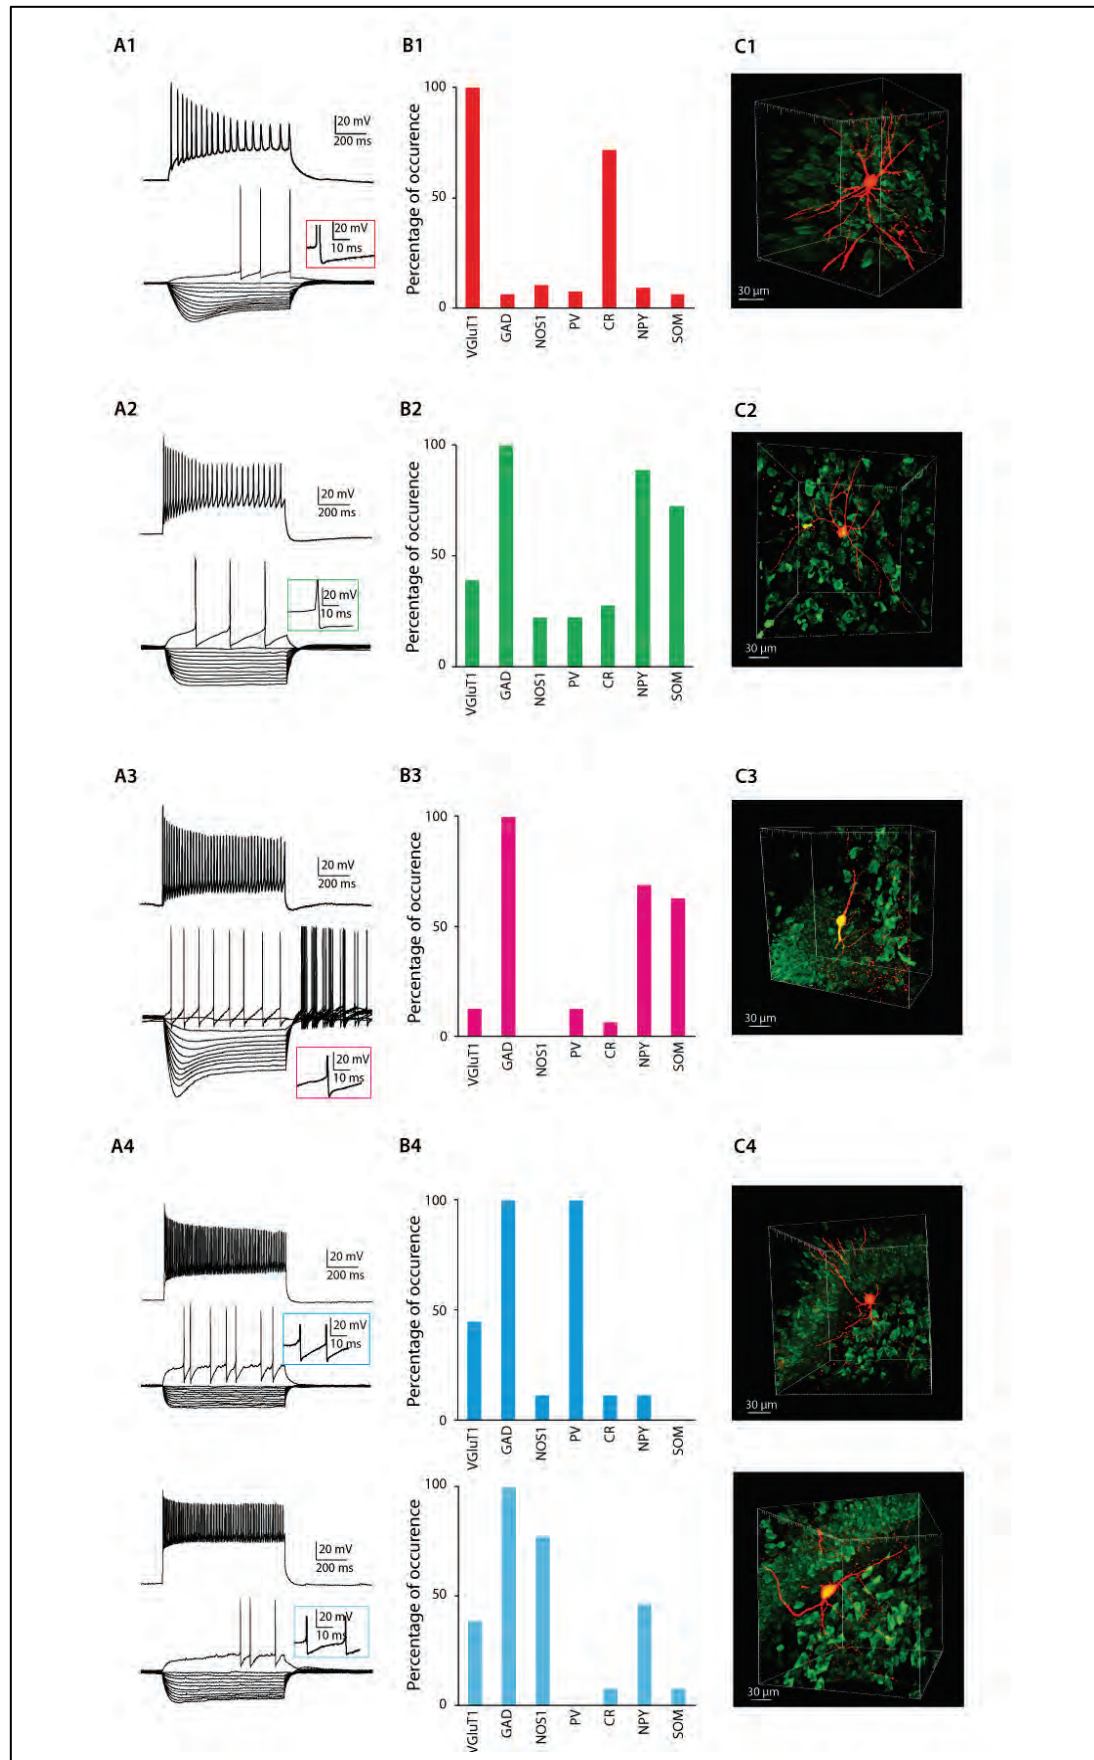 A1
B1
C1
20 mV
200 ms
20 mV
10 ms
Percentage of occurence
100
50
0
VGluT1
GAD
NOS1
PV
CR
NPY
SOM
30 µm
A2
B2
C2
20 mV
200 ms
20 mV
10 ms
Percentage of occurence
100
50
0
VGluT1
GAD
NOS1
PV
CR
NPY
SOM
30 µm
A3
B3
C3
20 mV
200 ms
20 mV
10 ms
Percentage of occurence
100
50
0
VGluT1
GAD
NOS1
PV
CR
NPY
SOM
30 µm
A4
B4
C4
20 mV
200 ms
20 mV
10 ms
Percentage of occurence
100
50
0
VGluT1
GAD
NOS1
PV
CR
NPY
SOM
30 µm
20 mV
200 ms
20 mV
10 ms
Percentage of occurence
100
50
0
VGluT1
GAD
NOS1
PV
CR
NPY
SOM
30 µm